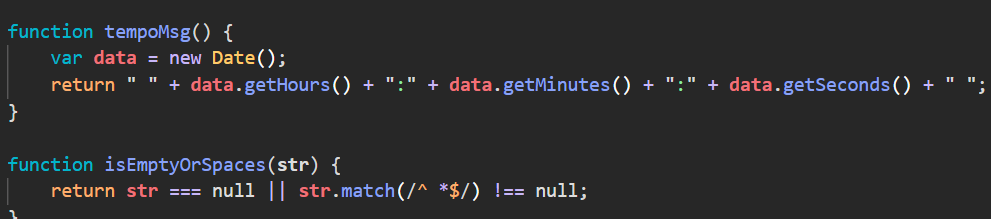 function tempoMsg() {
    var data = new Date();
    return " " + data.getHours() + ":" + data.getMinutes() + ":" + data.getSeconds() + " ";
}

function isEmptyOrSpaces(str) {
    return str === null || str.match(/^ *$/) !== null;
}